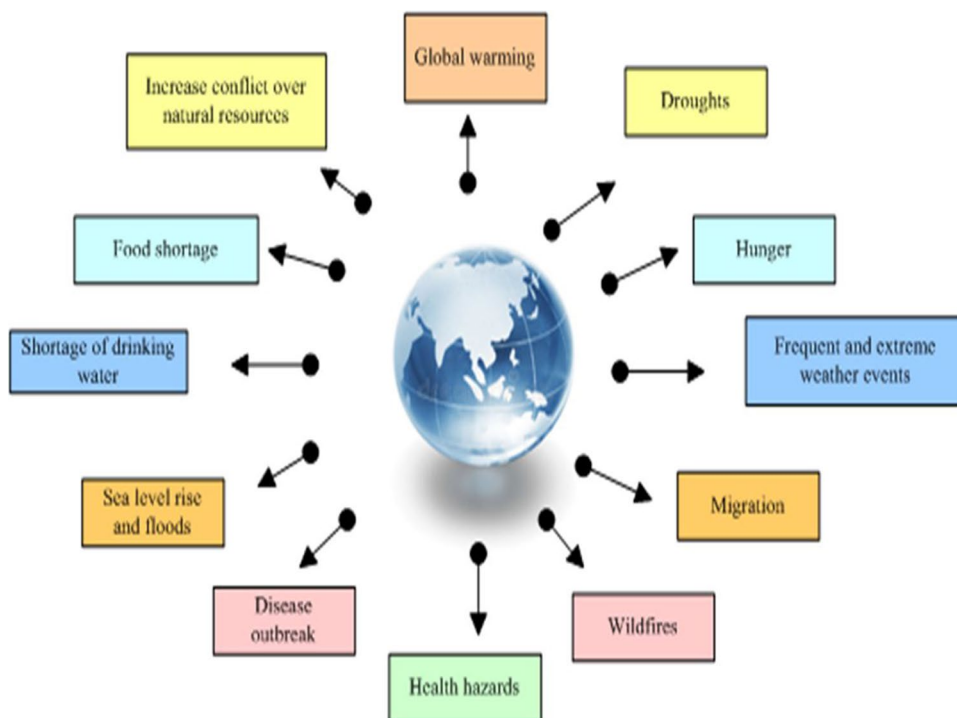 Global warming
Increase conflict over
natural resources
Droughts
Food shortage
Hunger
Shortage of drinking
water
Frequent and extreme
weather events
Sea level rise
and floods
Migration
Disease
outbreak
Wildfires
Health hazards